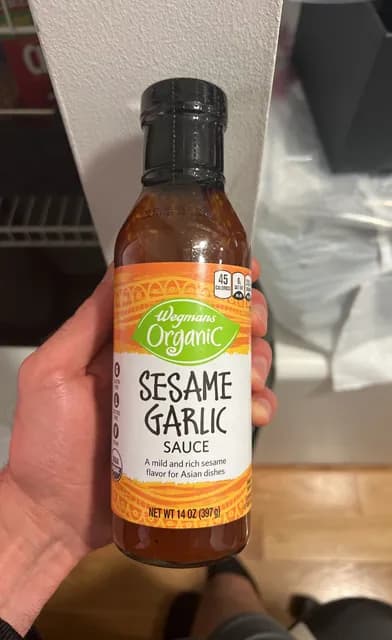 45
CALORIES
Wegmans
Organic
SESAME
GARLIC
SAUCE
A mild and rich sesame
flavor for Asian dishes
NET WT 14 OZ (397g)